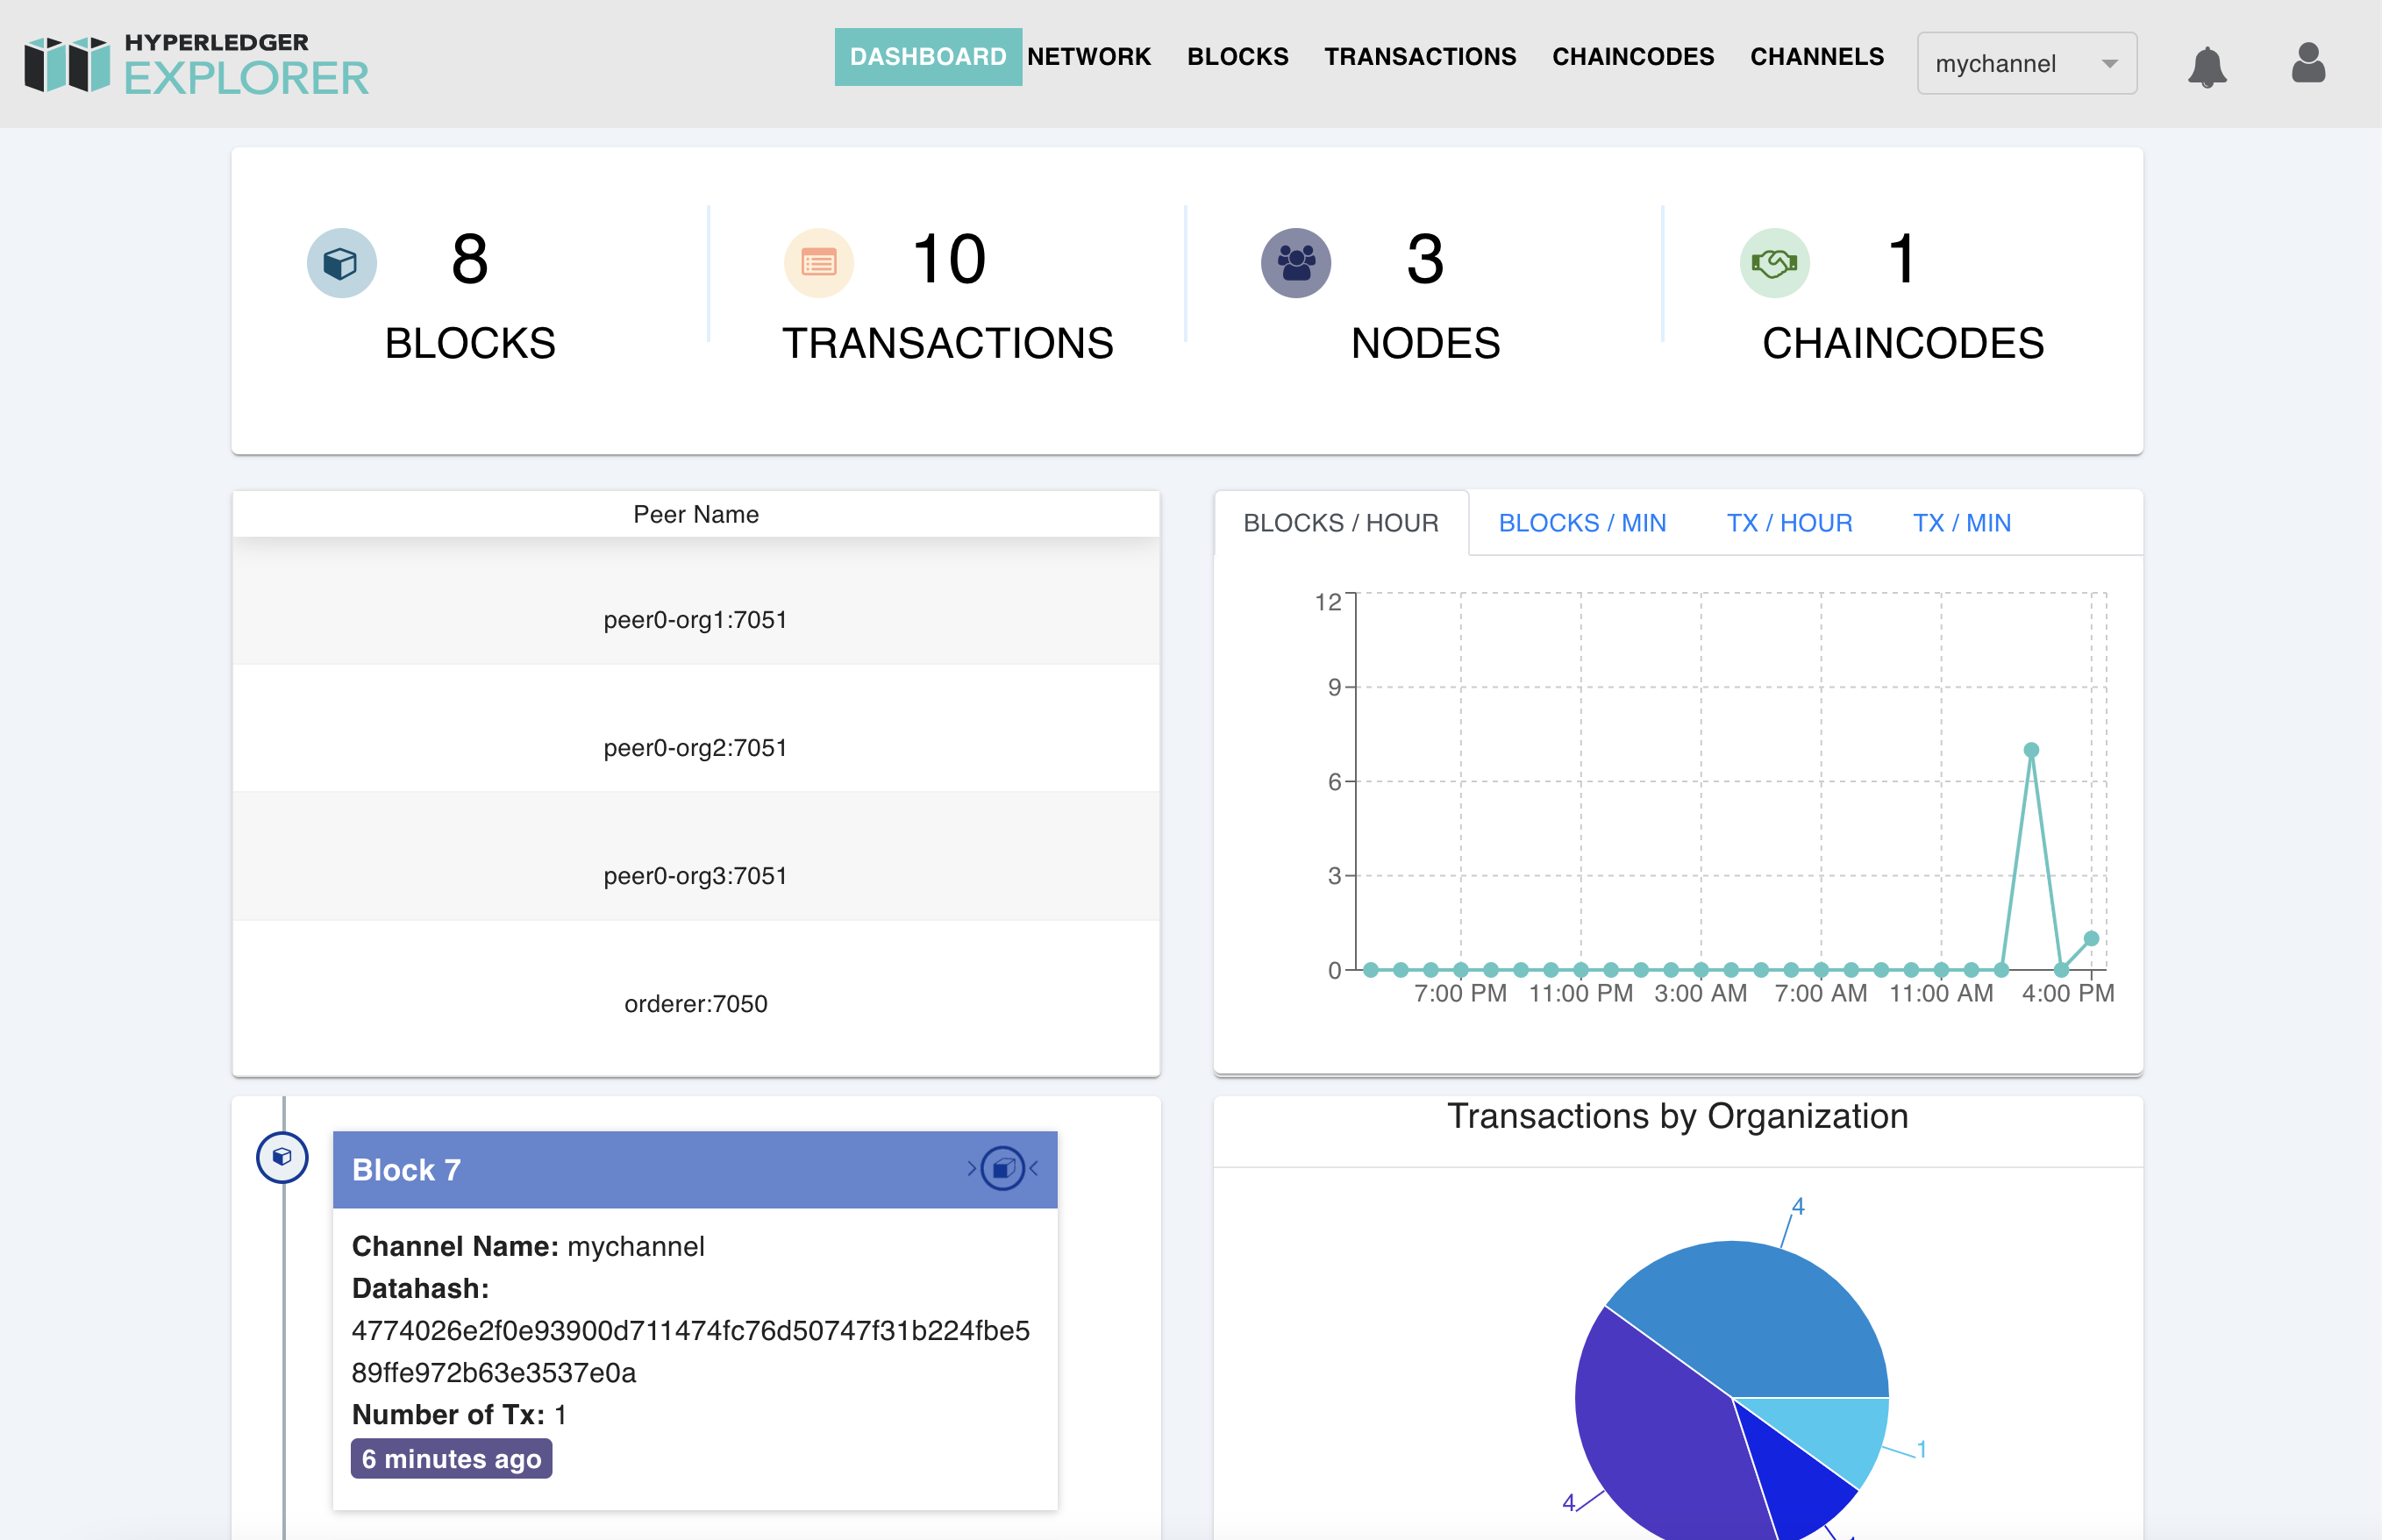 HYPERLEDGER
EXPLORER
DASHBOARD NETWORK BLOCKS TRANSACTIONS CHAINCODES CHANNELS mychannel
8
BLOCKS
10
TRANSACTIONS
3
NODES
1
CHAINCODES
Peer Name
peer0-org1:7051
peer0-org2:7051
peer0-org3:7051
orderer:7050
BLOCKS / HOUR BLOCKS / MIN TX / HOUR TX / MIN
12
9
6
3
0
7:00 PM 11:00 PM 3:00 AM 7:00 AM 11:00 AM 4:00 PM
Block 7
Channel Name: mychannel
Datahash:
4774026e2f0e93900d711474fc76d50747f31b224fbe5
89ffe972b63e3537e0a
Number of Tx: 1
6 minutes ago
Transactions by Organization
4
1
4